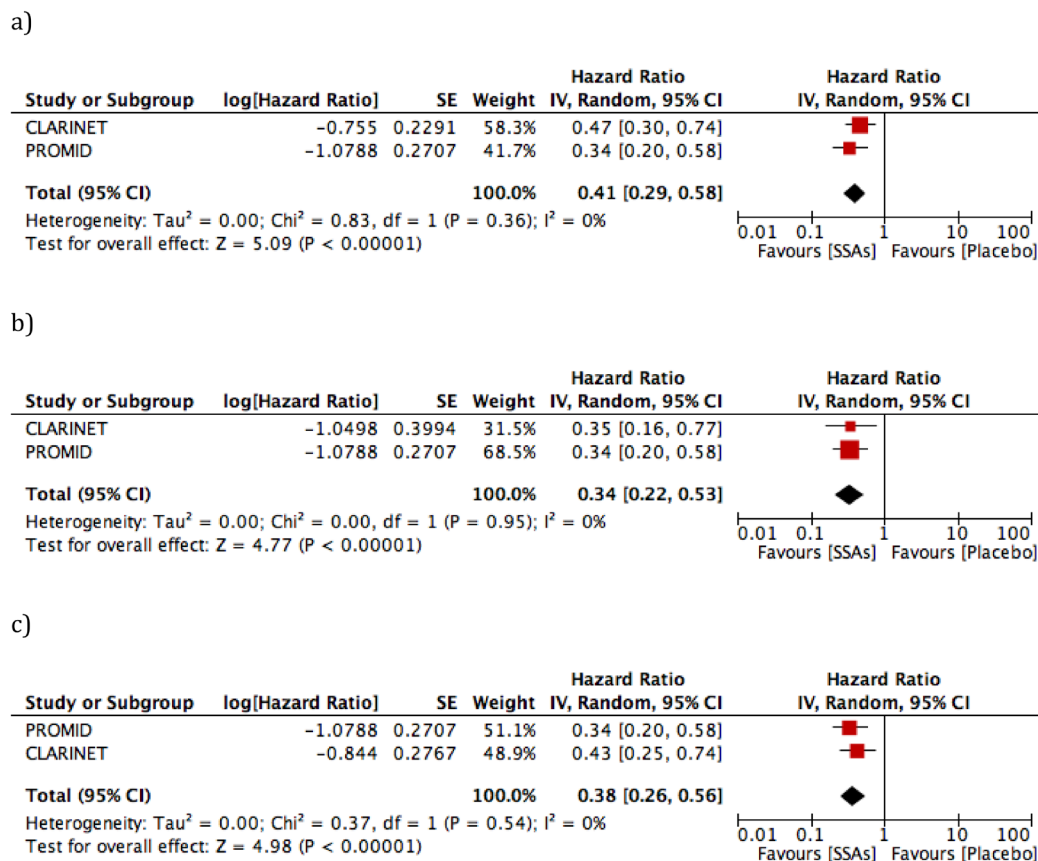 a)
Hazard Ratio Hazard Ratio
Study or Subgroup log[Hazard Ratio] SE Weight IV, Random, 95% CI IV, Random, 95% CI
CLARINET −0.755 0.2291 58.3% 0.47 [0.30, 0.74]
PROMID −1.0788 0.2707 41.7% 0.34 [0.20, 0.58]
Total (95% CI) 100.0% 0.41 [0.29, 0.58]
Heterogeneity: Tau² = 0.00; Chi² = 0.83, df = 1 (P = 0.36); I² = 0%
Test for overall effect: Z = 5.09 (P < 0.00001)
0.01 0.1 1 10 100
Favours [SSAs] Favours [Placebo]
b)
Hazard Ratio Hazard Ratio
Study or Subgroup log[Hazard Ratio] SE Weight IV, Random, 95% CI IV, Random, 95% CI
CLARINET −1.0498 0.3994 31.5% 0.35 [0.16, 0.77]
PROMID −1.0788 0.2707 68.5% 0.34 [0.20, 0.58]
Total (95% CI) 100.0% 0.34 [0.22, 0.53]
Heterogeneity: Tau² = 0.00; Chi² = 0.00, df = 1 (P = 0.95); I² = 0%
Test for overall effect: Z = 4.77 (P < 0.00001)
0.01 0.1 1 10 100
Favours [SSAs] Favours [Placebo]
c)
Hazard Ratio Hazard Ratio
Study or Subgroup log[Hazard Ratio] SE Weight IV, Random, 95% CI IV, Random, 95% CI
PROMID −1.0788 0.2707 51.1% 0.34 [0.20, 0.58]
CLARINET −0.844 0.2767 48.9% 0.43 [0.25, 0.74]
Total (95% CI) 100.0% 0.38 [0.26, 0.56]
Heterogeneity: Tau² = 0.00; Chi² = 0.37, df = 1 (P = 0.54); I² = 0%
Test for overall effect: Z = 4.98 (P < 0.00001)
0.01 0.1 1 10 100
Favours [SSAs] Favours [Placebo]